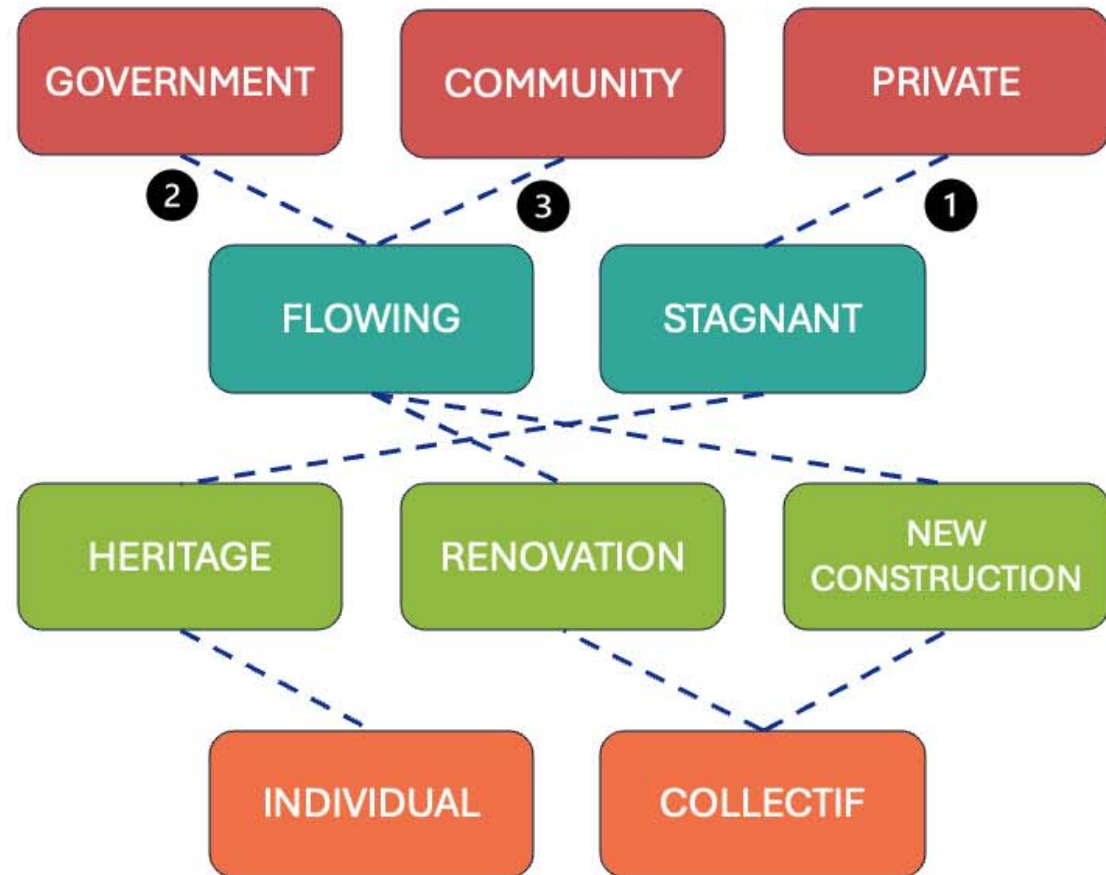 GOVERNMENT
COMMUNITY
PRIVATE
2
3
1
FLOWING
STAGNANT
HERITAGE
RENOVATION
NEW
CONSTRUCTION
INDIVIDUAL
COLLECTIF